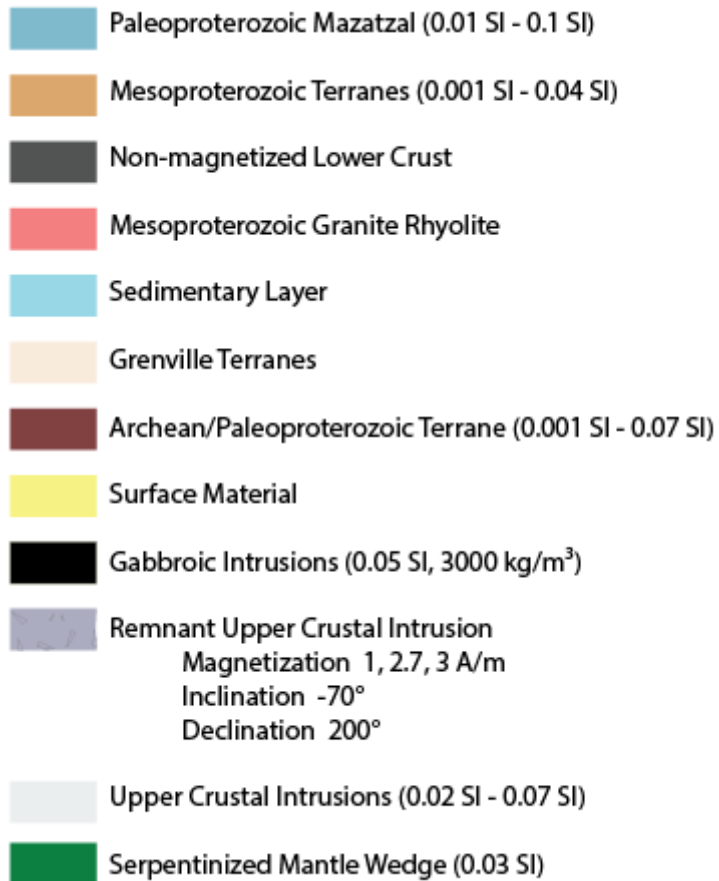 Paleoproterozoic Mazatzal (0.01 SI - 0.1 SI)
Mesoproterozoic Terranes (0.001 SI - 0.04 SI)
Non-magnetized Lower Crust
Mesoproterozoic Granite Rhyolite
Sedimentary Layer
Grenville Terranes
Archean/Paleoproterozoic Terrane (0.001 SI - 0.07 SI)
Surface Material
Gabbroic Intrusions (0.05 SI, 3000 kg/m³)
Remnant Upper Crustal Intrusion
Magnetization 1, 2.7, 3 A/m
Inclination -70°
Declination 200°
Upper Crustal Intrusions (0.02 SI - 0.07 SI)
Serpentinized Mantle Wedge (0.03 SI)